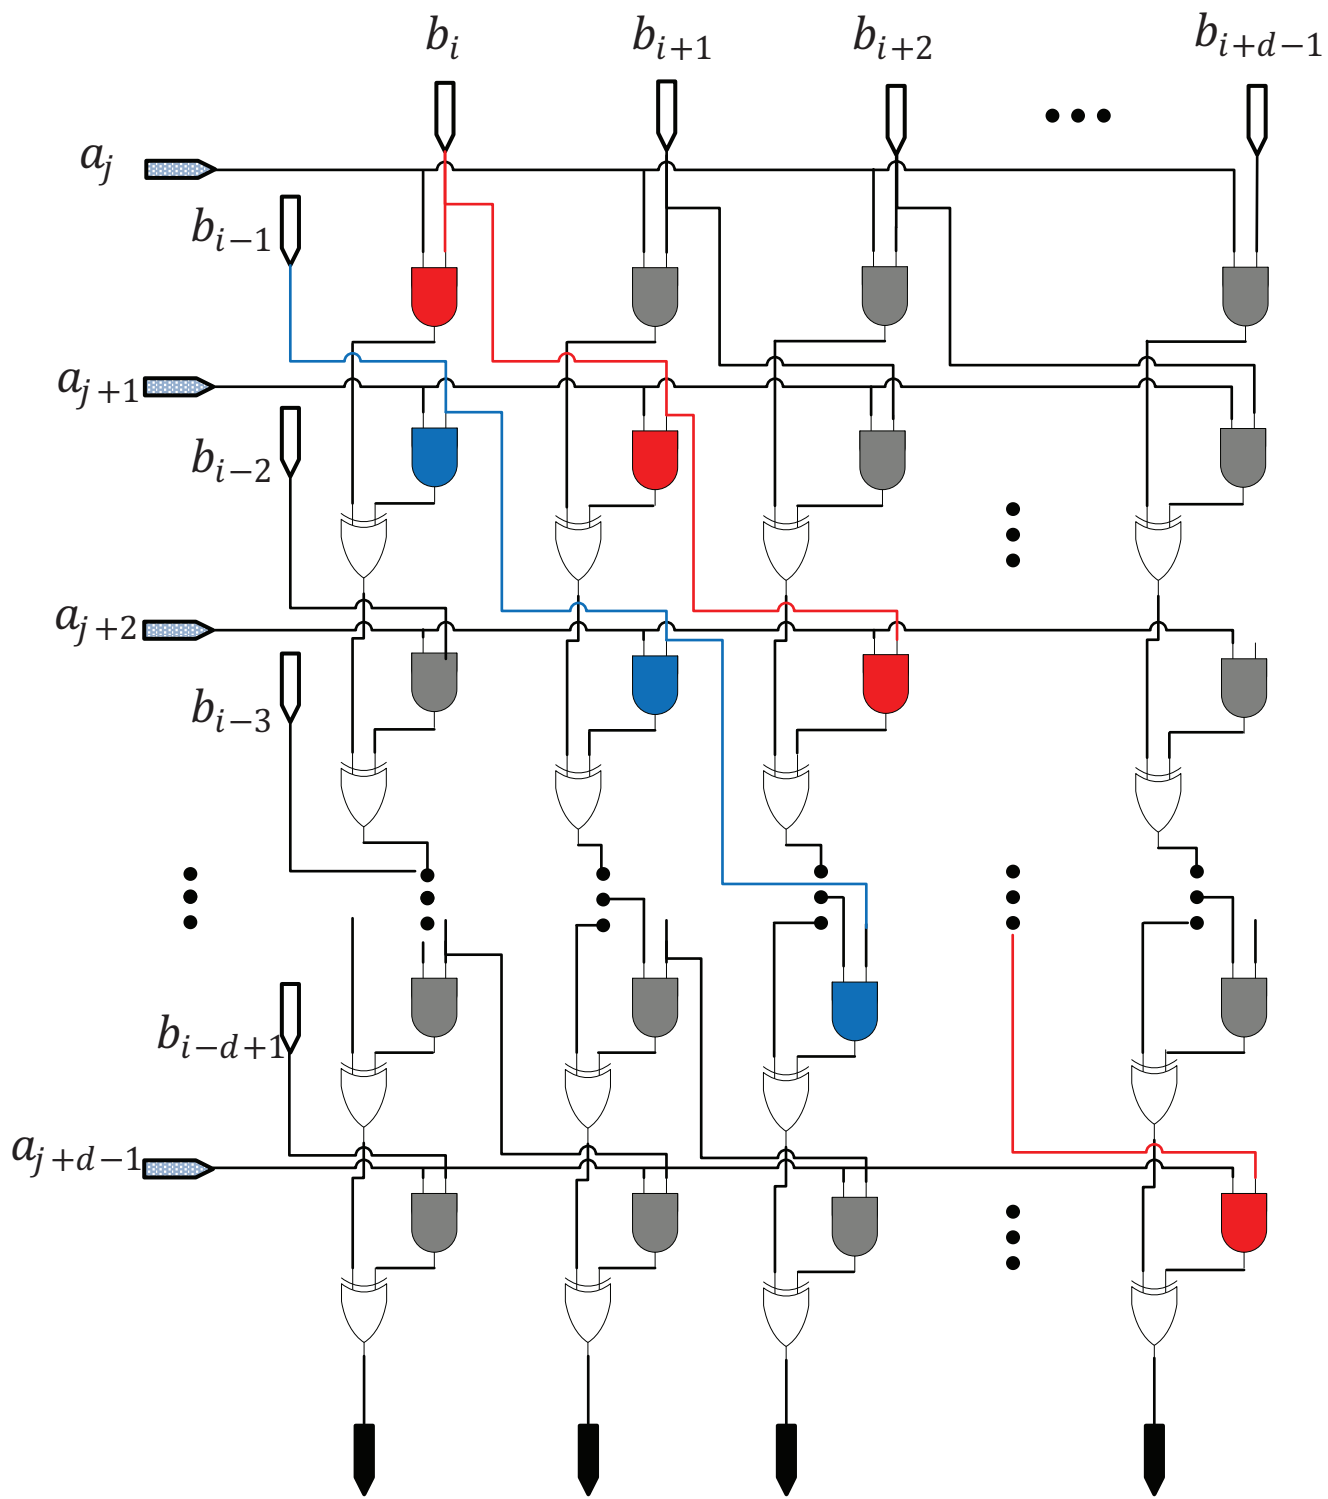 b_i b_{i+1} b_{i+2} b_{i+d−1}
a_j
b_{i−1}
a_{j+1}
b_{i−2}
a_{j+2}
b_{i−3}
b_{i−d+1}
a_{j+d−1}